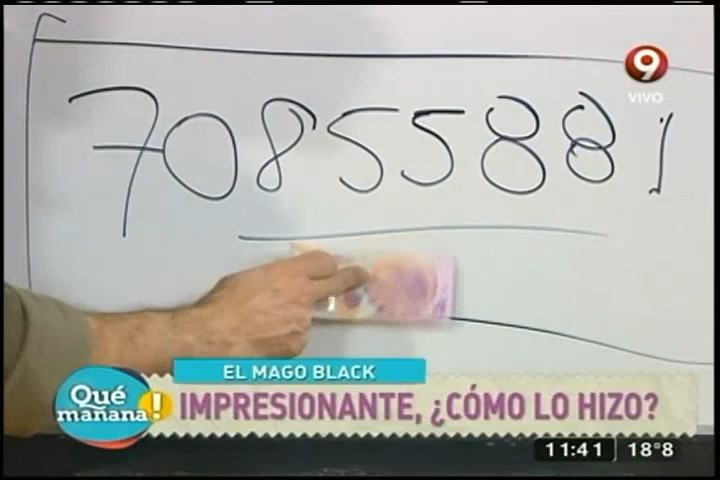 9
VIVO
70855881
EL MAGO BLACK
Qué mañana!
IMPRESIONANTE, ¿CÓMO LO HIZO?
11:41 18°8